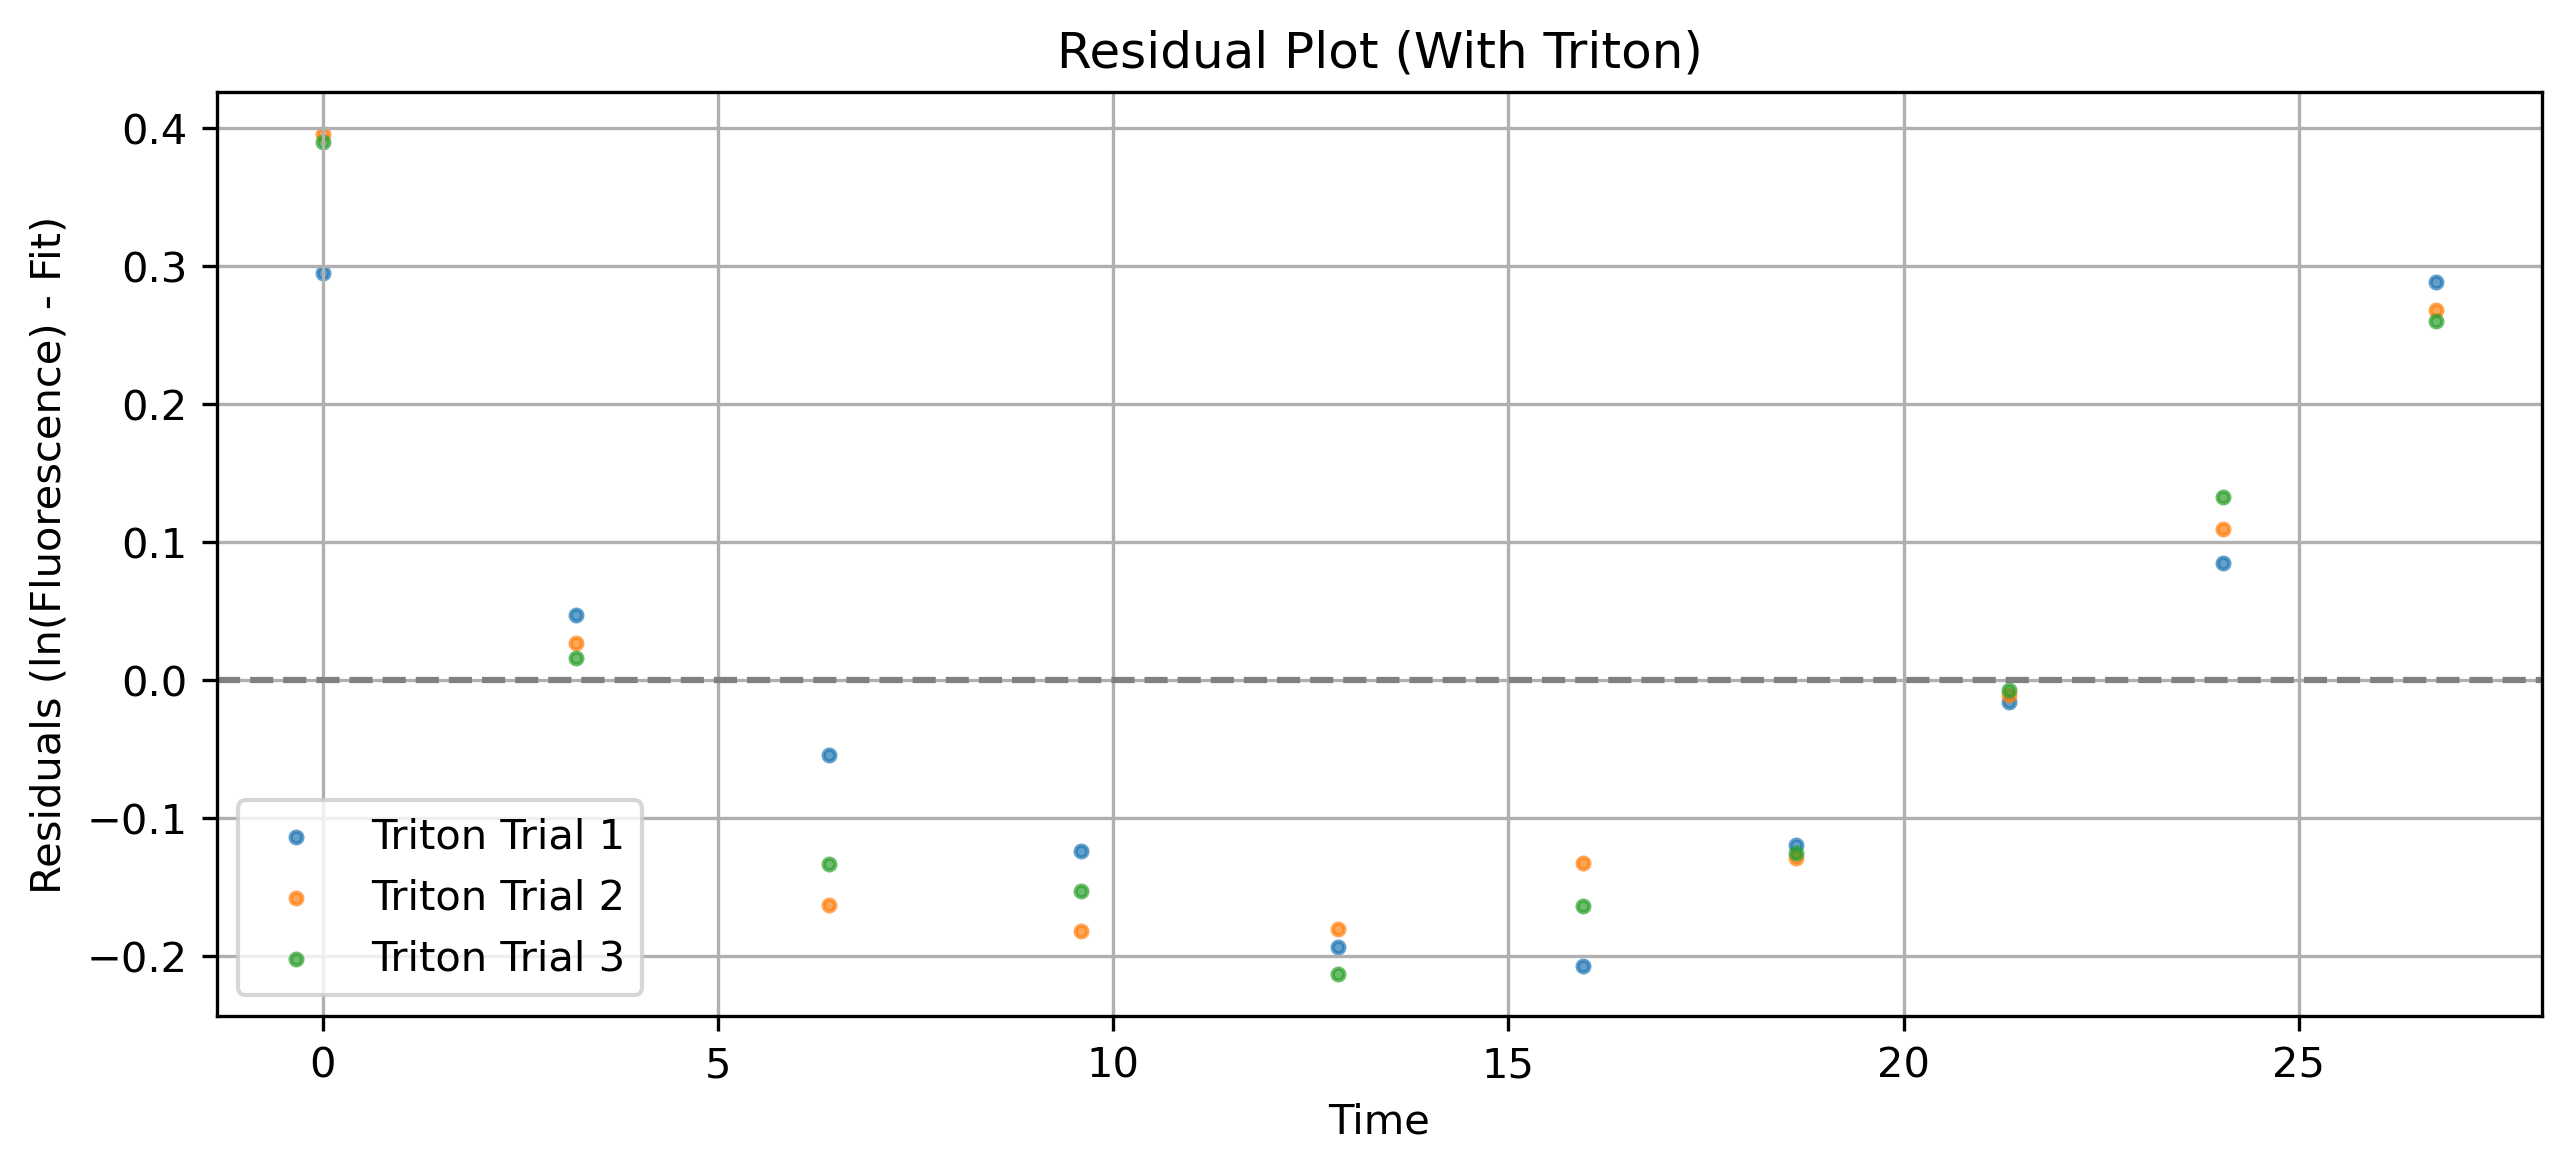 Residual Plot (With Triton)
Residuals (ln(Fluorescence) - Fit)
0.4
0.3
0.2
0.1
0.0
−0.1
−0.2
Triton Trial 1
Triton Trial 2
Triton Trial 3
0 5 10 15 20 25
Time